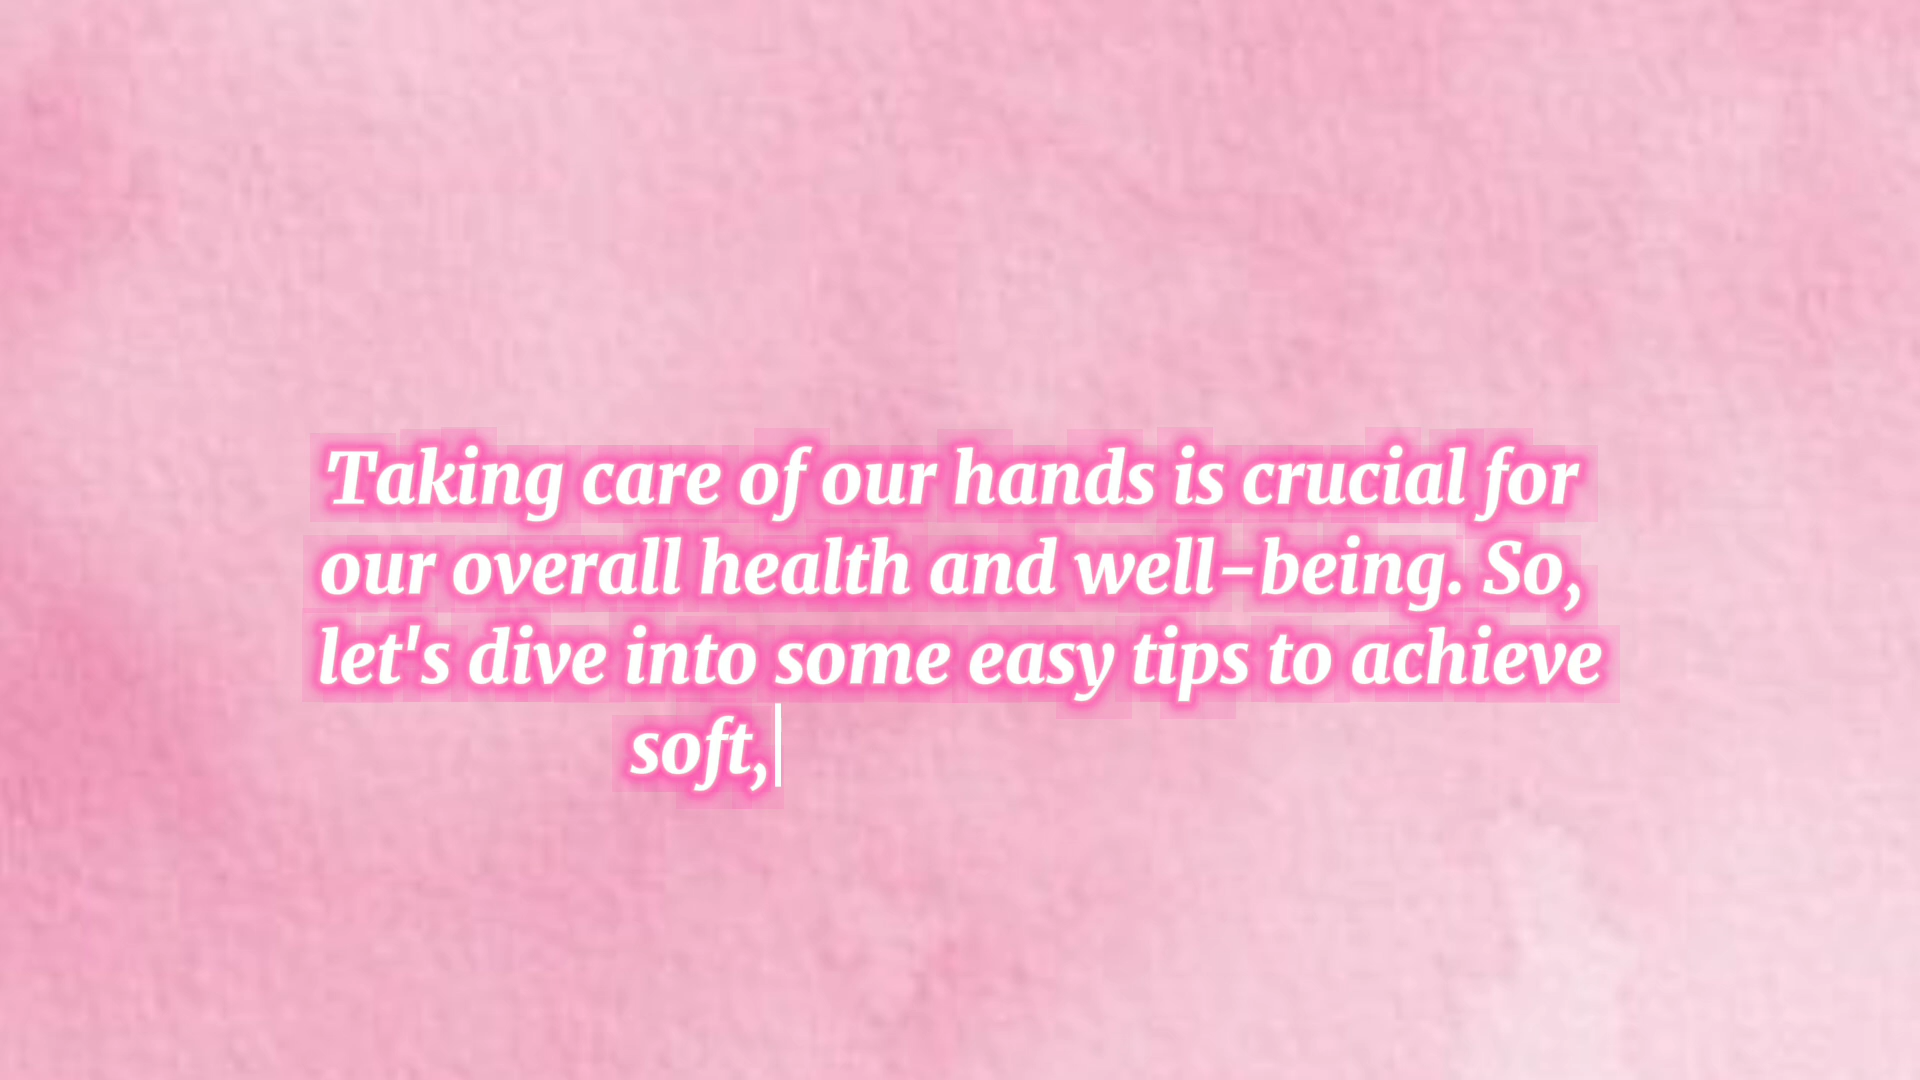 Taking care of our hands is crucial for
our overall health and well-being. So,
let's dive into some easy tips to achieve
soft,